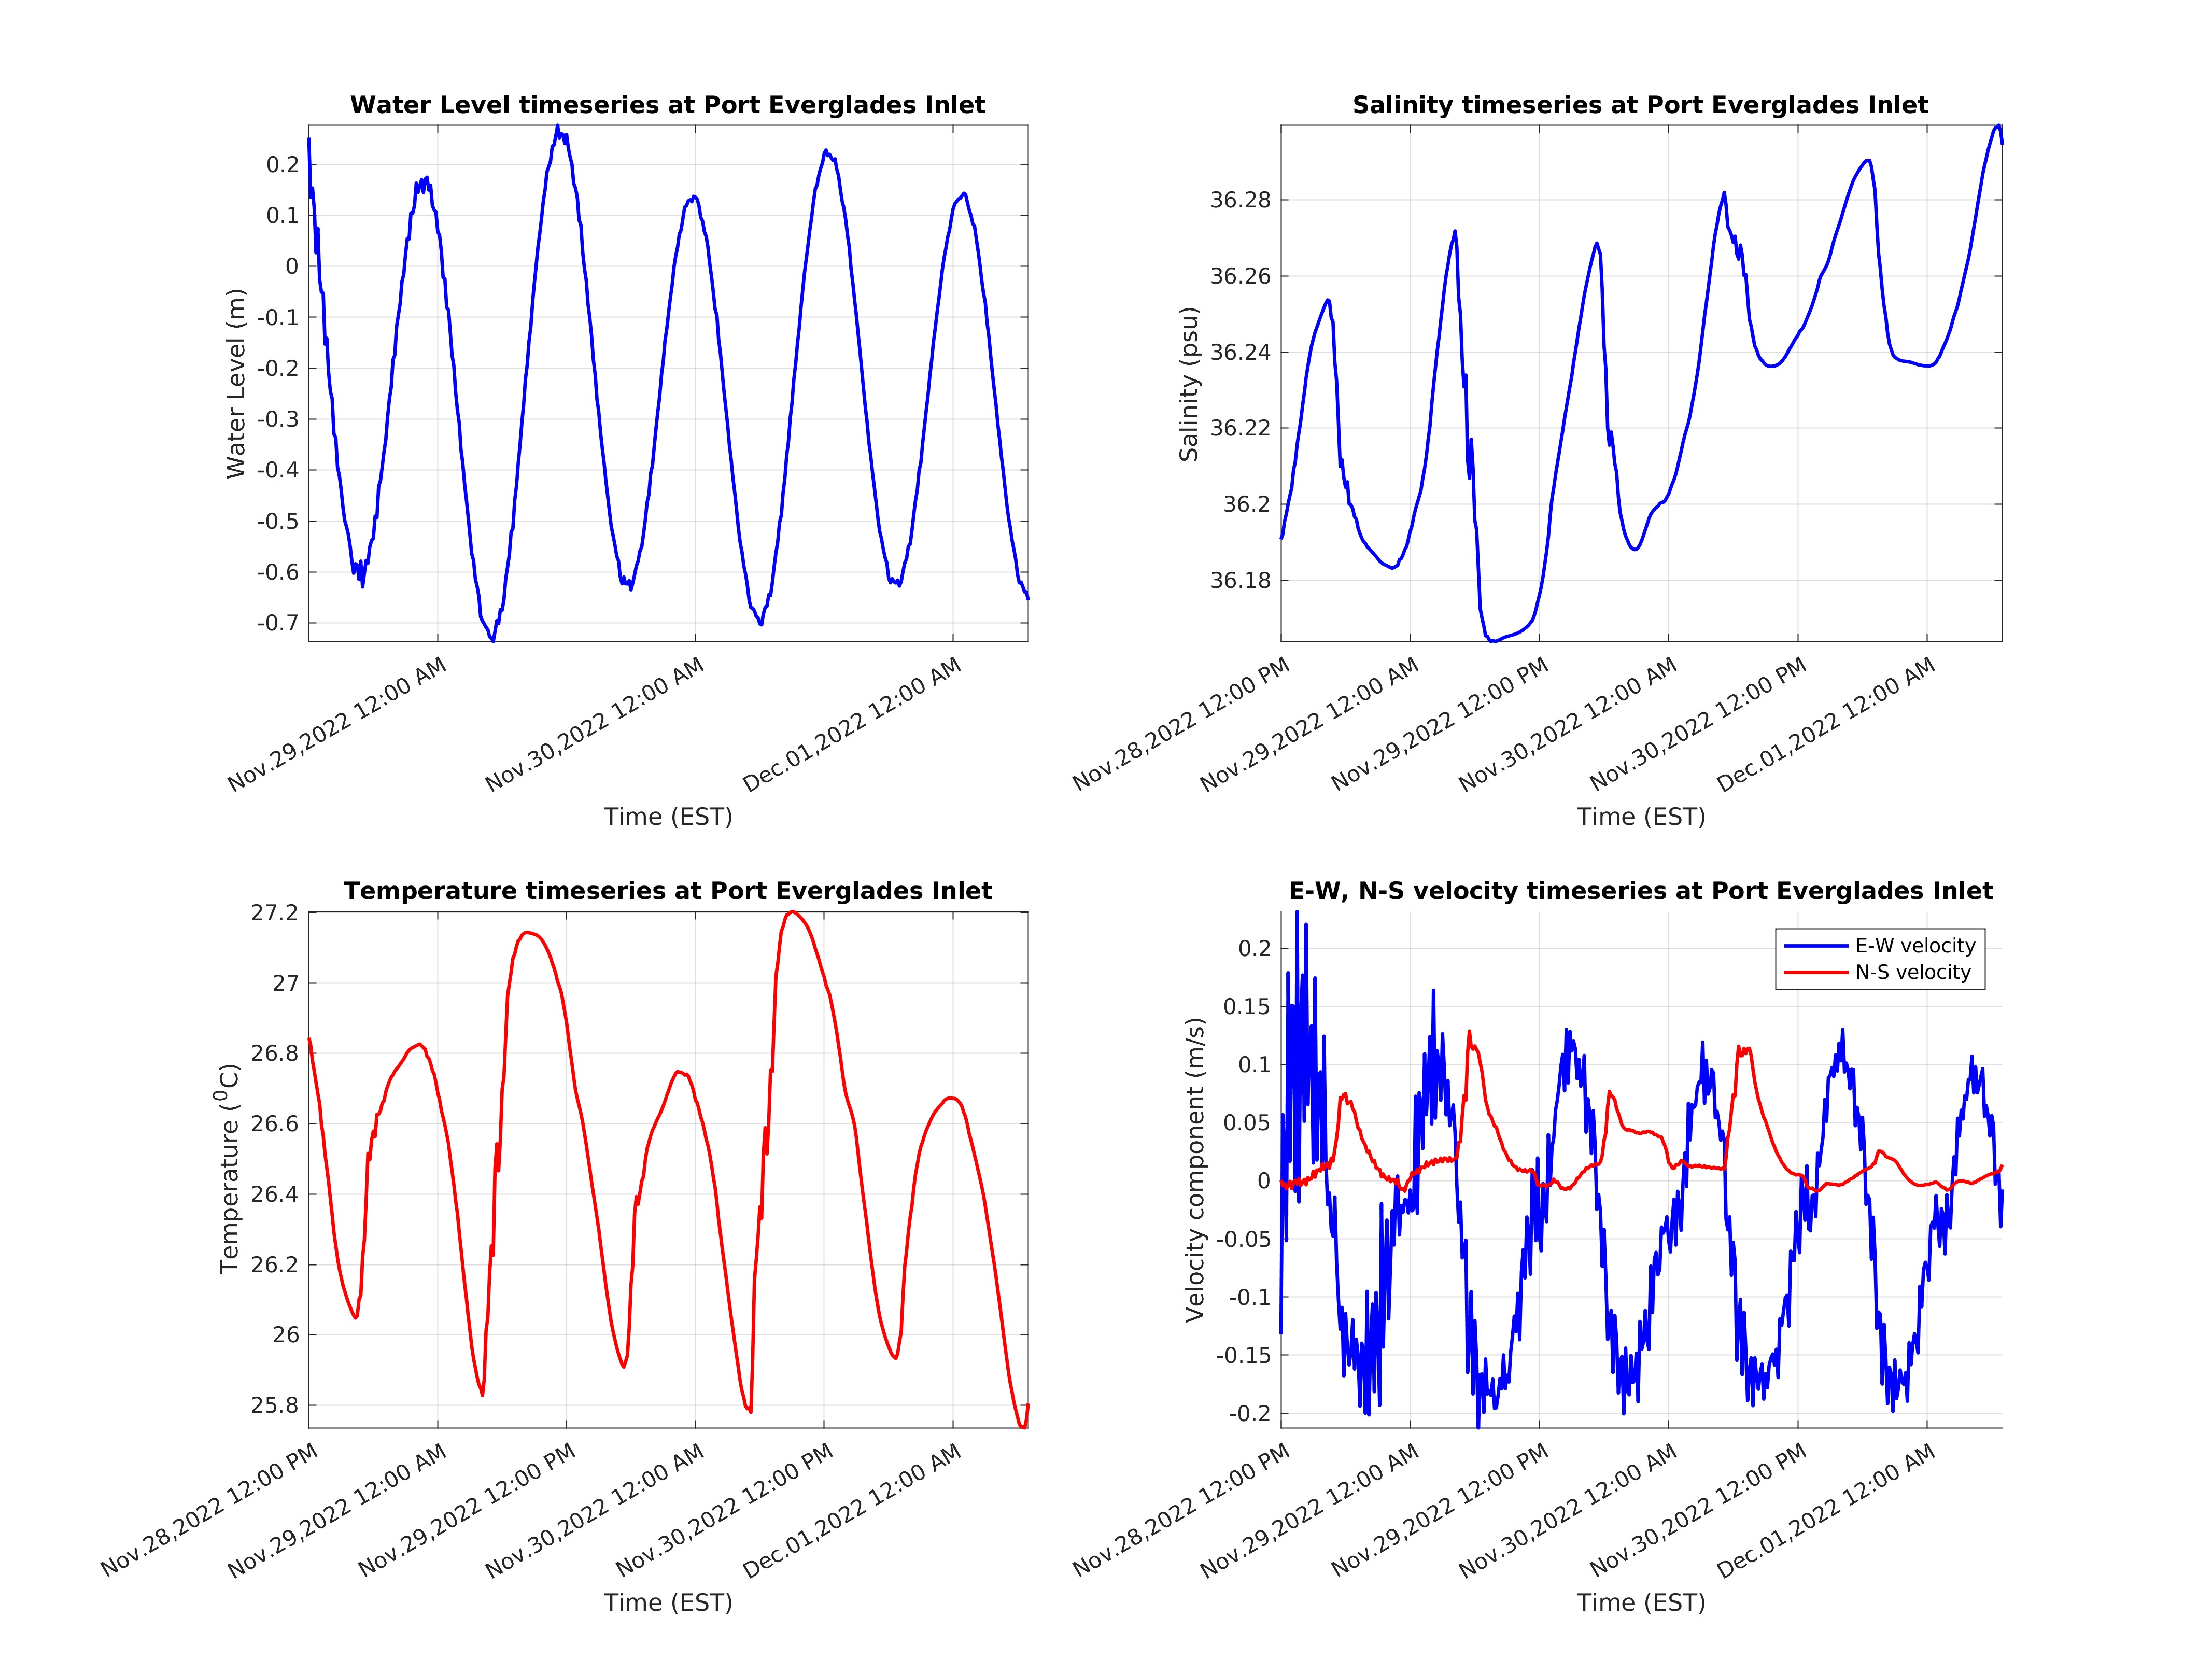 Water Level timeseries at Port Everglades Inlet
Water Level (m)
0.2
0.1
0
-0.1
-0.2
-0.3
-0.4
-0.5
-0.6
-0.7
Nov.29,2022 12:00 AM
Nov.30,2022 12:00 AM
Dec.01,2022 12:00 AM
Time (EST)
Salinity timeseries at Port Everglades Inlet
Salinity (psu)
36.28
36.26
36.24
36.22
36.2
36.18
Nov.28,2022 12:00 PM
Nov.29,2022 12:00 AM
Nov.29,2022 12:00 PM
Nov.30,2022 12:00 AM
Nov.30,2022 12:00 PM
Dec.01,2022 12:00 AM
Time (EST)
Temperature timeseries at Port Everglades Inlet
Temperature (⁰C)
27.2
27
26.8
26.6
26.4
26.2
26
25.8
Nov.28,2022 12:00 PM
Nov.29,2022 12:00 AM
Nov.29,2022 12:00 PM
Nov.30,2022 12:00 AM
Nov.30,2022 12:00 PM
Dec.01,2022 12:00 AM
Time (EST)
E-W, N-S velocity timeseries at Port Everglades Inlet
Velocity component (m/s)
0.2
0.15
0.1
0.05
0
-0.05
-0.1
-0.15
-0.2
E-W velocity
N-S velocity
Nov.28,2022 12:00 PM
Nov.29,2022 12:00 AM
Nov.29,2022 12:00 PM
Nov.30,2022 12:00 AM
Nov.30,2022 12:00 PM
Dec.01,2022 12:00 AM
Time (EST)